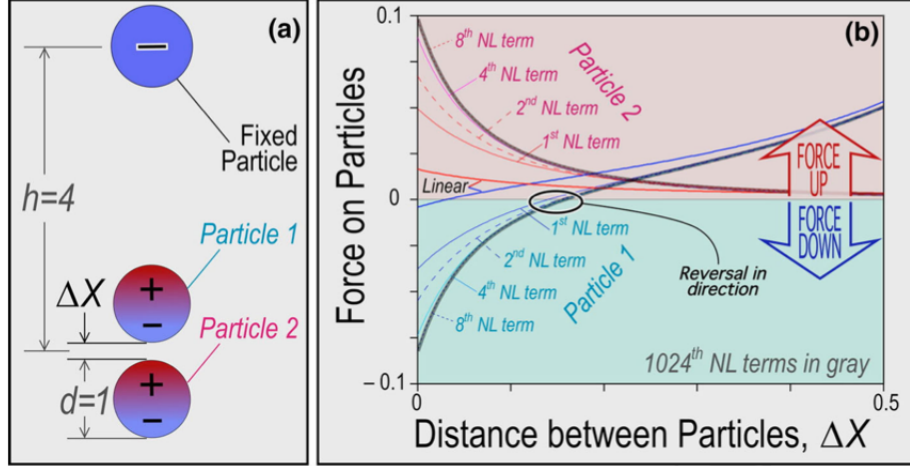 (a)
−
Fixed
Particle
h=4
Particle 1
+
−
ΔX
Particle 2
+
−
d=1
(b)
0.1
8th NL term
4th NL term
2nd NL term
1st NL term
Particle 2
Linear
0
FORCE
UP
FORCE
DOWN
1st NL term
2nd NL term
4th NL term
8th NL term
Particle 1
Reversal in
direction
1024th NL terms in gray
−0.1
0
0.5
Force on Particles
Distance between Particles, ΔX